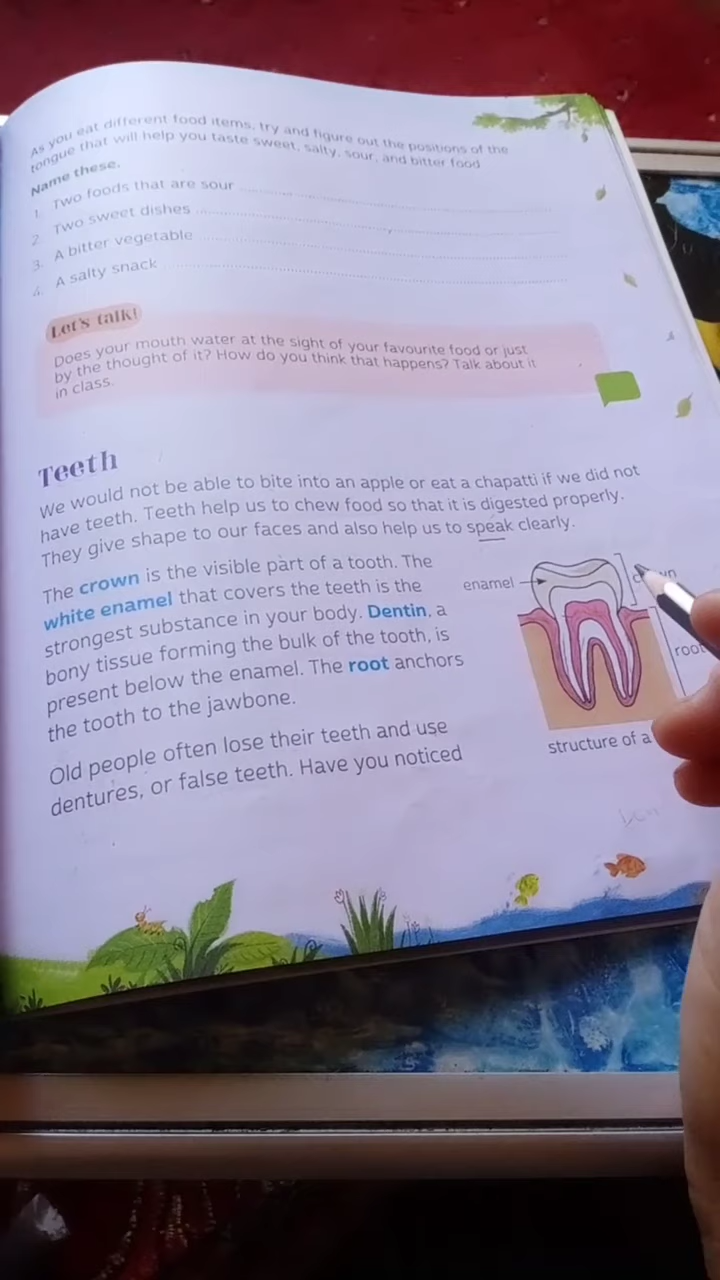 As you eat different food items, try and figure out the positions of the
tongue that will help you taste sweet, salty, sour, and bitter food
Name these.
1. Two foods that are sour
2. Two sweet dishes
3. A bitter vegetable
4. A salty snack
Let's talk!
Does your mouth water at the sight of your favourite food or just
by the thought of it? How do you think that happens? Talk about it
in class.
Teeth
We would not be able to bite into an apple or eat a chapatti if we did not
have teeth. Teeth help us to chew food so that it is digested properly.
They give shape to our faces and also help us to speak clearly.
The crown is the visible part of a tooth. The
white enamel that covers the teeth is the
strongest substance in your body. Dentin, a
bony tissue forming the bulk of the tooth, is
present below the enamel. The root anchors
the tooth to the jawbone.
Old people often lose their teeth and use
dentures, or false teeth. Have you noticed
enamel
root
structure of a